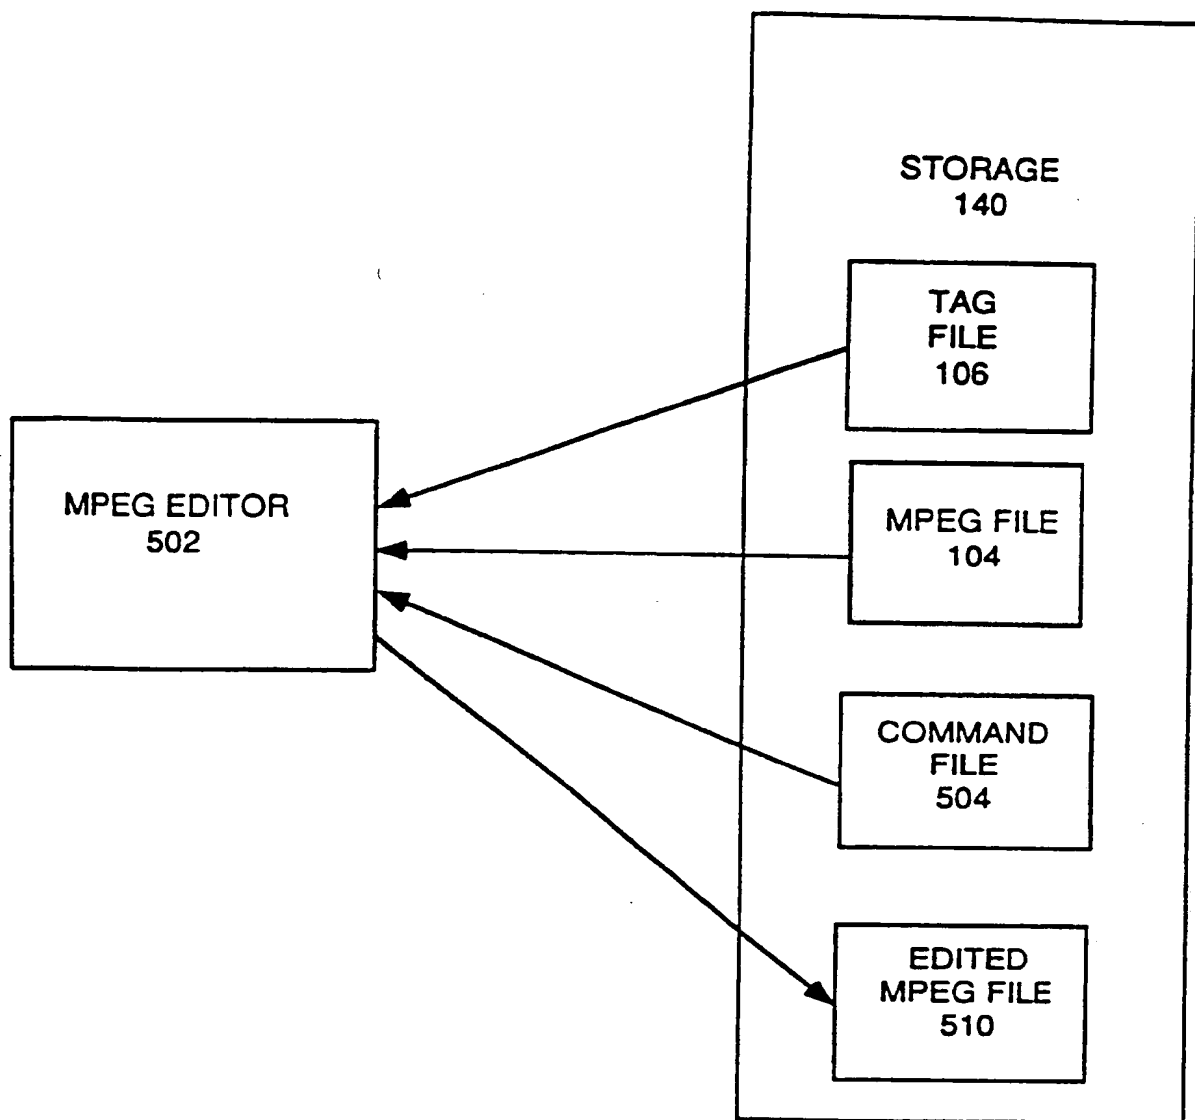 STORAGE
140
TAG
FILE
106
MPEG EDITOR
502
MPEG FILE
104
COMMAND
FILE
504
EDITED
MPEG FILE
510